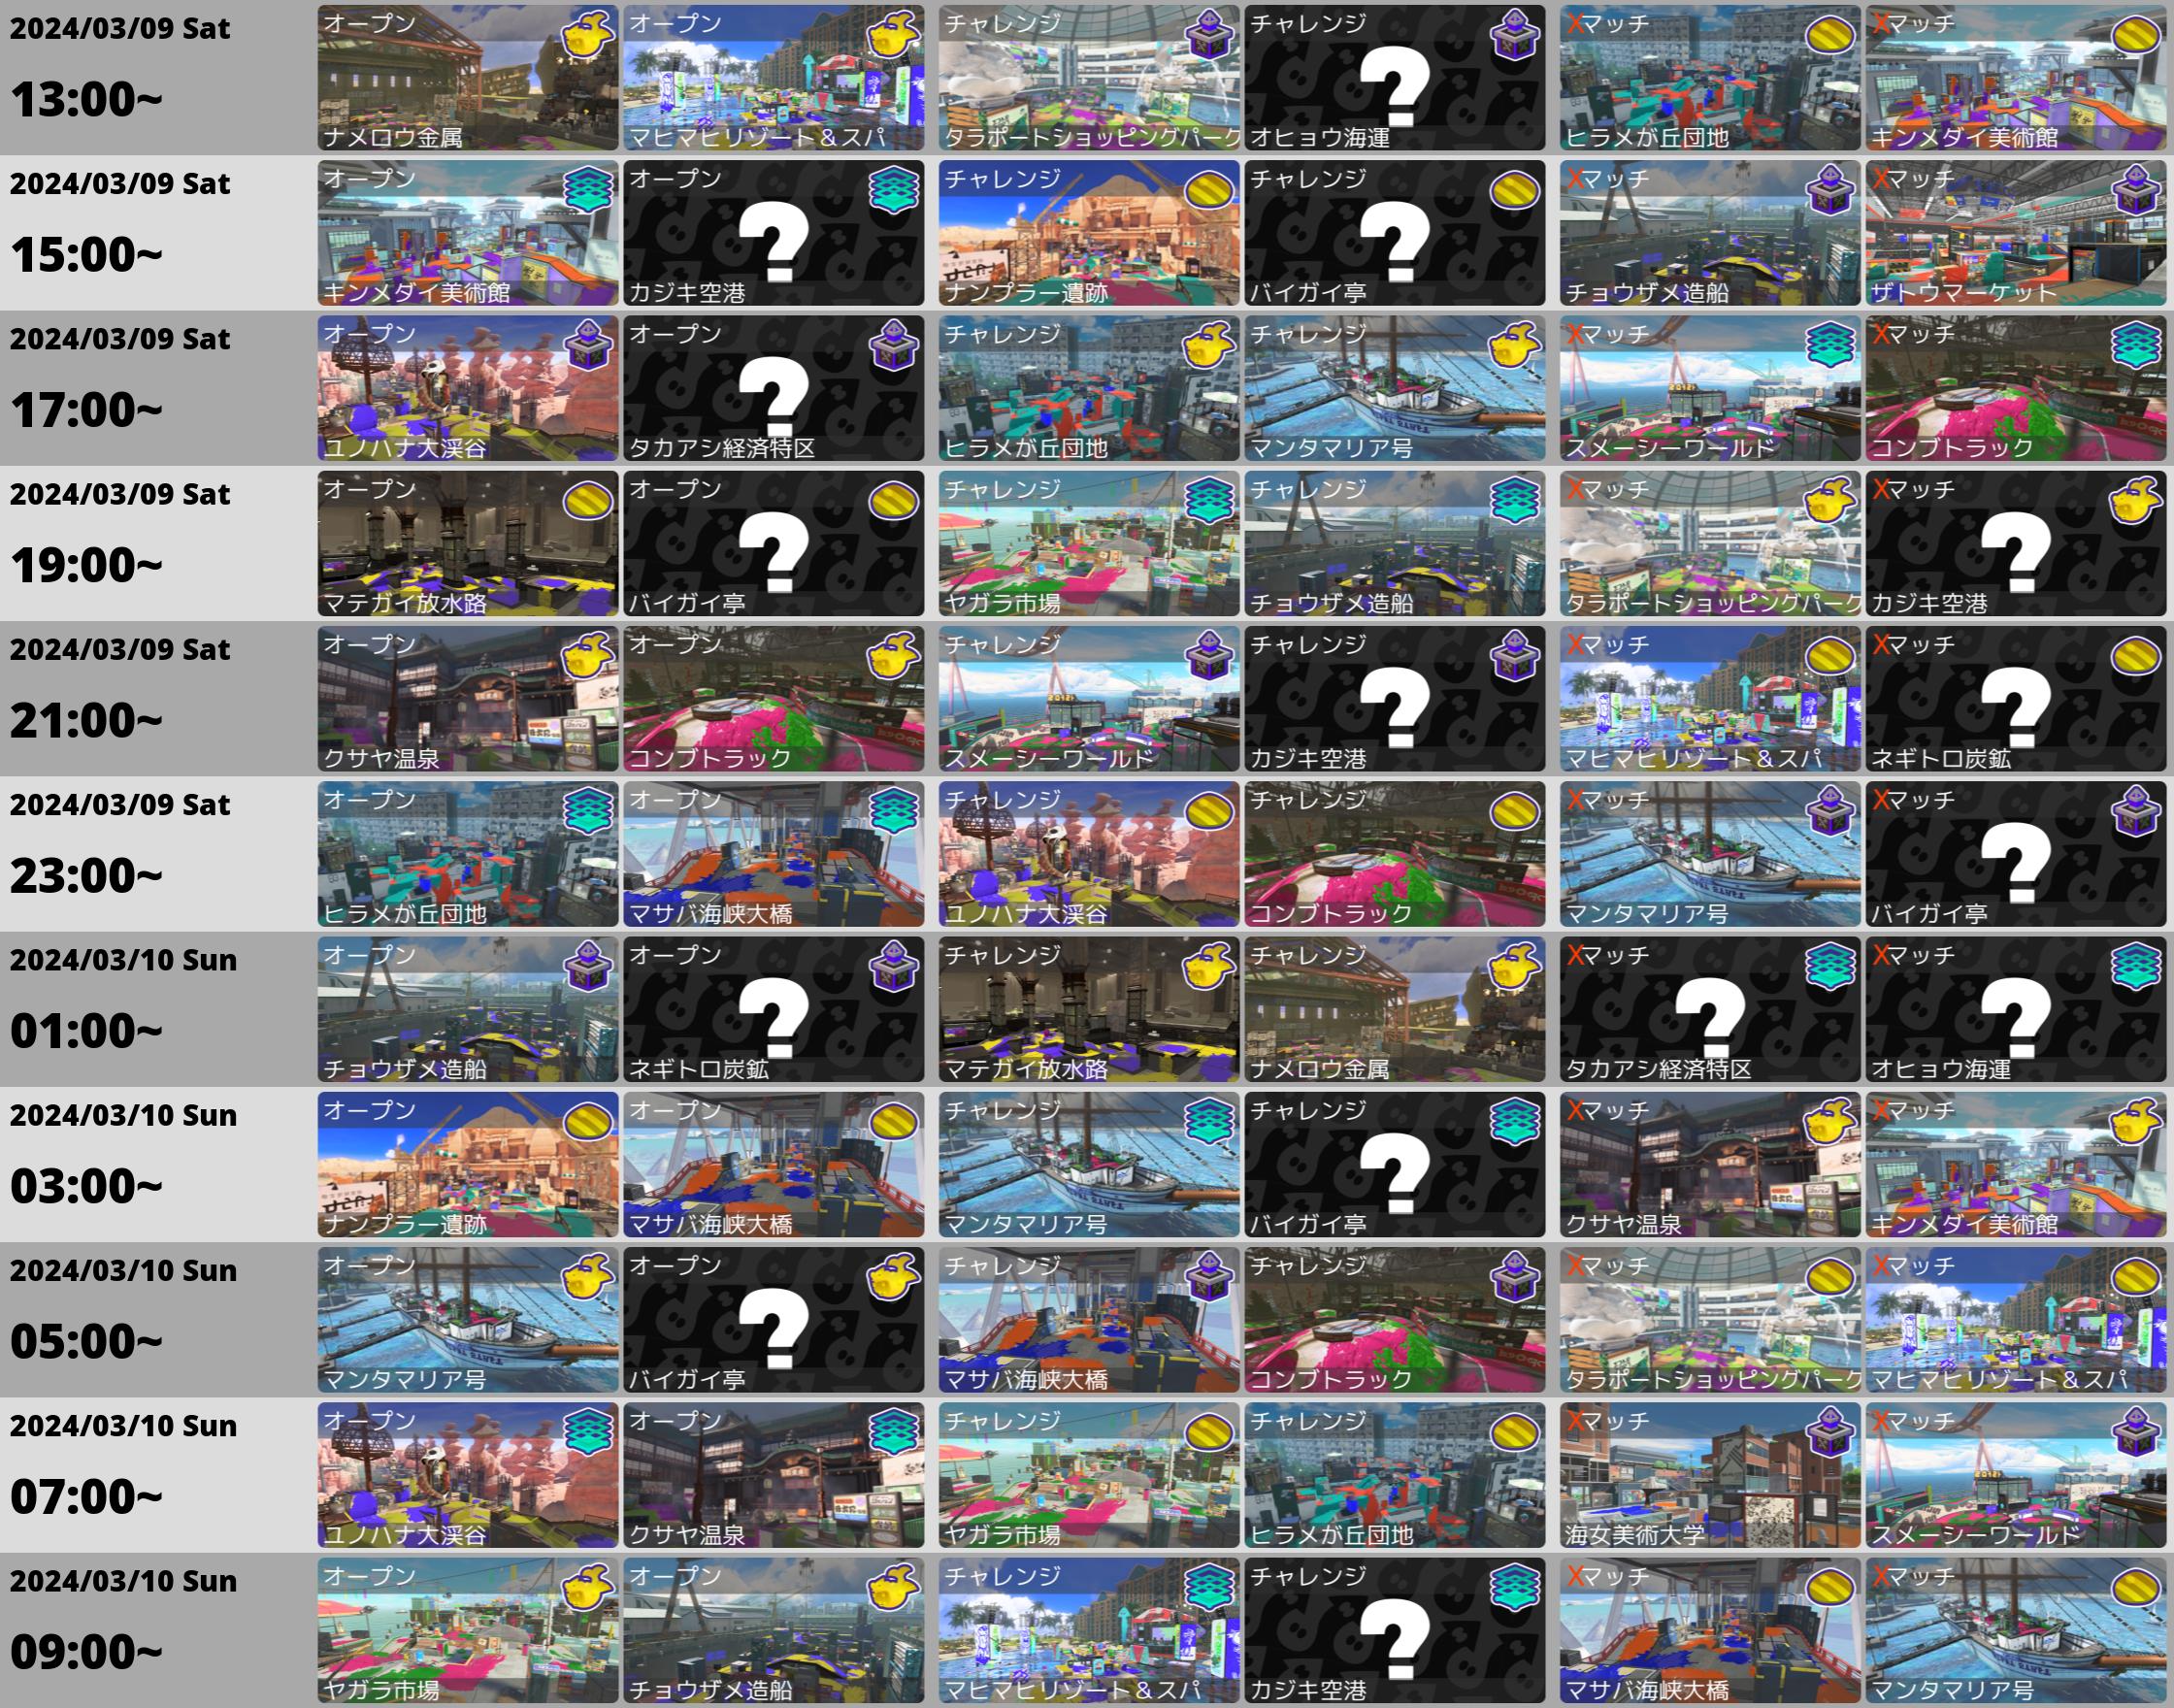 2024/03/09 Sat
13:00~
オープン
ナメロウ金属
オープン
マヒマヒリゾート＆スパ
チャレンジ
タラポートショッピングパーク
チャレンジ
?
オヒョウ海運
Xマッチ
ヒラメが丘団地
Xマッチ
キンメダイ美術館
2024/03/09 Sat
15:00~
オープン
キンメダイ美術館
オープン
?
カジキ空港
チャレンジ
ナンプラー遺跡
チャレンジ
?
バイガイ亭
Xマッチ
チョウザメ造船
Xマッチ
ザトウマーケット
2024/03/09 Sat
17:00~
オープン
ユノハナ大渓谷
オープン
?
タカアシ経済特区
チャレンジ
ヒラメが丘団地
チャレンジ
マンタマリア号
Xマッチ
スメーシーワールド
Xマッチ
コンブトラック
2024/03/09 Sat
19:00~
オープン
マテガイ放水路
オープン
?
バイガイ亭
チャレンジ
ヤガラ市場
チャレンジ
チョウザメ造船
Xマッチ
タラポートショッピングパーク
Xマッチ
?
カジキ空港
2024/03/09 Sat
21:00~
オープン
クサヤ温泉
オープン
コンブトラック
チャレンジ
スメーシーワールド
チャレンジ
?
カジキ空港
Xマッチ
マヒマヒリゾート＆スパ
Xマッチ
?
ネギトロ炭鉱
2024/03/09 Sat
23:00~
オープン
ヒラメが丘団地
オープン
マサバ海峡大橋
チャレンジ
ユノハナ大渓谷
チャレンジ
コンブトラック
Xマッチ
マンタマリア号
Xマッチ
?
バイガイ亭
2024/03/10 Sun
01:00~
オープン
チョウザメ造船
オープン
?
ネギトロ炭鉱
チャレンジ
マテガイ放水路
チャレンジ
ナメロウ金属
Xマッチ
?
タカアシ経済特区
Xマッチ
?
オヒョウ海運
2024/03/10 Sun
03:00~
オープン
ナンプラー遺跡
オープン
マサバ海峡大橋
チャレンジ
マンタマリア号
チャレンジ
?
バイガイ亭
Xマッチ
クサヤ温泉
Xマッチ
キンメダイ美術館
2024/03/10 Sun
05:00~
オープン
マンタマリア号
オープン
?
バイガイ亭
チャレンジ
マサバ海峡大橋
チャレンジ
コンブトラック
Xマッチ
タラポートショッピングパーク
Xマッチ
マヒマヒリゾート＆スパ
2024/03/10 Sun
07:00~
オープン
ユノハナ大渓谷
オープン
クサヤ温泉
チャレンジ
ヤガラ市場
チャレンジ
ヒラメが丘団地
Xマッチ
海女美術大学
Xマッチ
スメーシーワールド
2024/03/10 Sun
09:00~
オープン
ヤガラ市場
オープン
チョウザメ造船
チャレンジ
マヒマヒリゾート＆スパ
チャレンジ
?
カジキ空港
Xマッチ
マサバ海峡大橋
Xマッチ
マンタマリア号